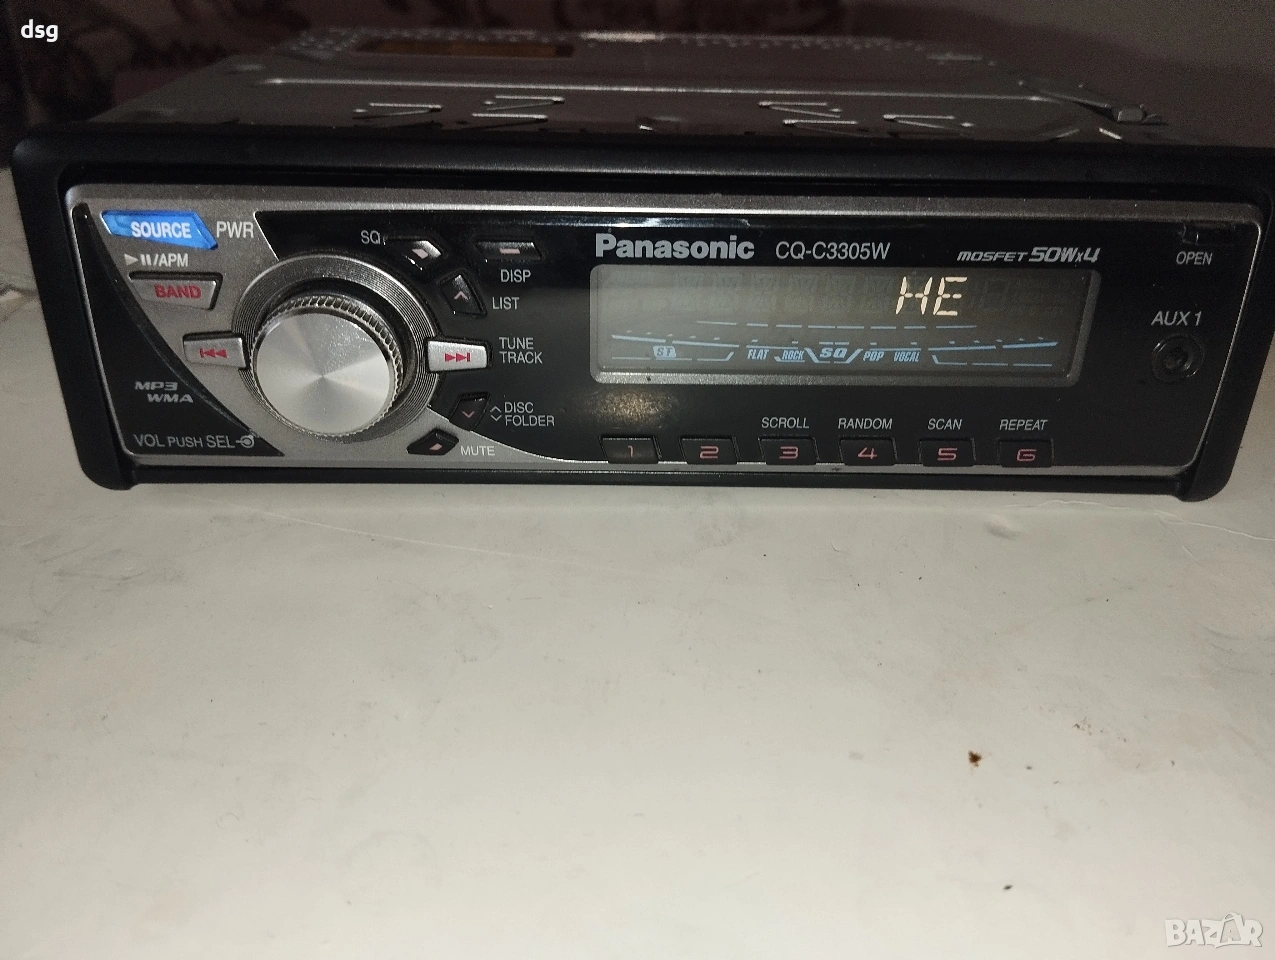 dsg
SOURCE PWR
▶II/APM
BAND
SQ
DISP
LIST
TUNE
TRACK
DISC
FOLDER
MUTE
MP3
WMA
VOL PUSH SEL
Panasonic CQ-C3305W MOSFET 50Wx4
HE
ST FLAT ROCK SQ POP VOCAL
OPEN
AUX 1
SCROLL RANDOM SCAN REPEAT
1 2 3 4 5 6
BAZAR